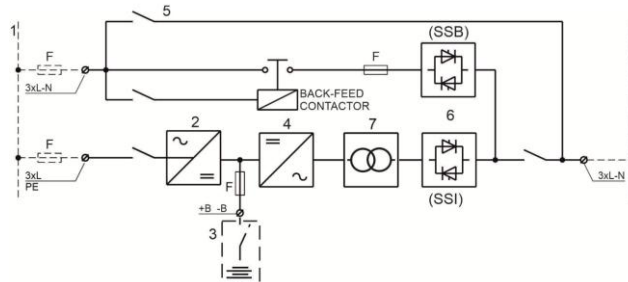 1
5
(SSB)
F
F
3xL-N
BACK-FEED
CONTACTOR
2
4
7
6
F
3xL
PE
F
(SSI)
3xL-N
+B -B
3